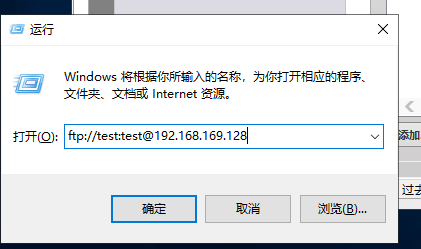 运行
Windows 将根据你所输入的名称，为你打开相应的程序、
文件夹、文档或 Internet 资源。
打开(O): ftp://test:test@192.168.169.128
添加
过去
确定 取消 浏览(B)...